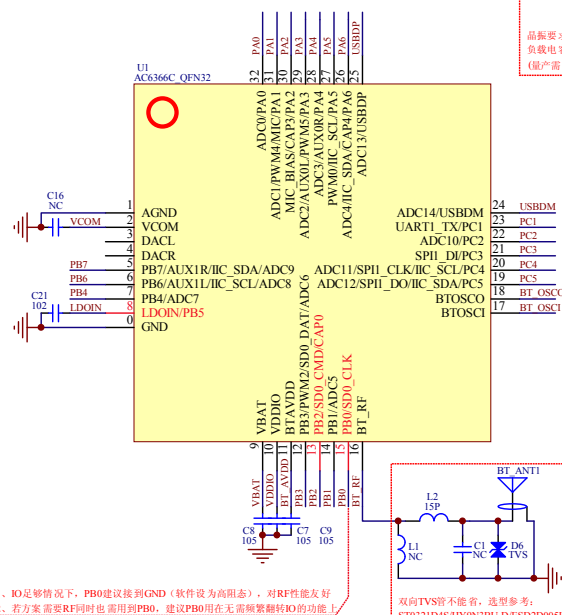 晶振要求
负载电容
(量产需
U1
AC6366C_QFN32
PA0
PA1
PA2
PA3
PA4
PA5
PA6
USBDP
32
31
30
29
28
27
26
25
ADC0/PA0
ADC1/PWM4/MIC/PA1
MIC_BIAS/CAP3/PA2
ADC2/AUX0L/PWM5/PA3
ADC3/AUX0R/PA4
PWM0/IIC_SCL/PA5
ADC4/IIC_SDA/CAP4/PA6
ADC13/USBDP
C16
NC
VCOM
1 AGND
2 VCOM
3 DACL
4 DACR
PB7 5 PB7/AUX1R/IIC_SDA/ADC9
PB6 6 PB6/AUX1L/IIC_SCL/ADC8
PB4 7 PB4/ADC7
C21
102
LDOIN 8 LDOIN/PB5
0 GND
ADC14/USBDM 24 USBDM
UART1_TX/PC1 23 PC1
ADC10/PC2 22 PC2
SPI1_DI/PC3 21 PC3
ADC11/SPI1_CLK/IIC_SCL/PC4 20 PC4
ADC12/SPI1_DO/IIC_SDA/PC5 19 PC5
BTOSCO 18 BT_OSCO
BTOSCI 17 BT_OSCI
VBAT
VDDIO
BTAVDD
PB3/PWM2/SD0_DAT/ADC6
PB2/SD0_CMD/CAP0
PB1/ADC5
PB0/SD0_CLK
BT_RF
9
10
11
12
13
14
15
16
VBAT
VDDIO
BT_AVDD
PB3
PB2
PB1
PB0
BT_RF
C8
105
C7
105
C9
105
BT_ANT1
L2
15P
L1
NC
C1
NC
D6
TVS
、IO足够情况下，PB0建议接到GND（软件设为高阻态），对RF性能友好
、若方案需要RF同时也需用到PB0，建议PB0用在无需频繁翻转IO的功能上
双向TVS管不能省，选型参考：